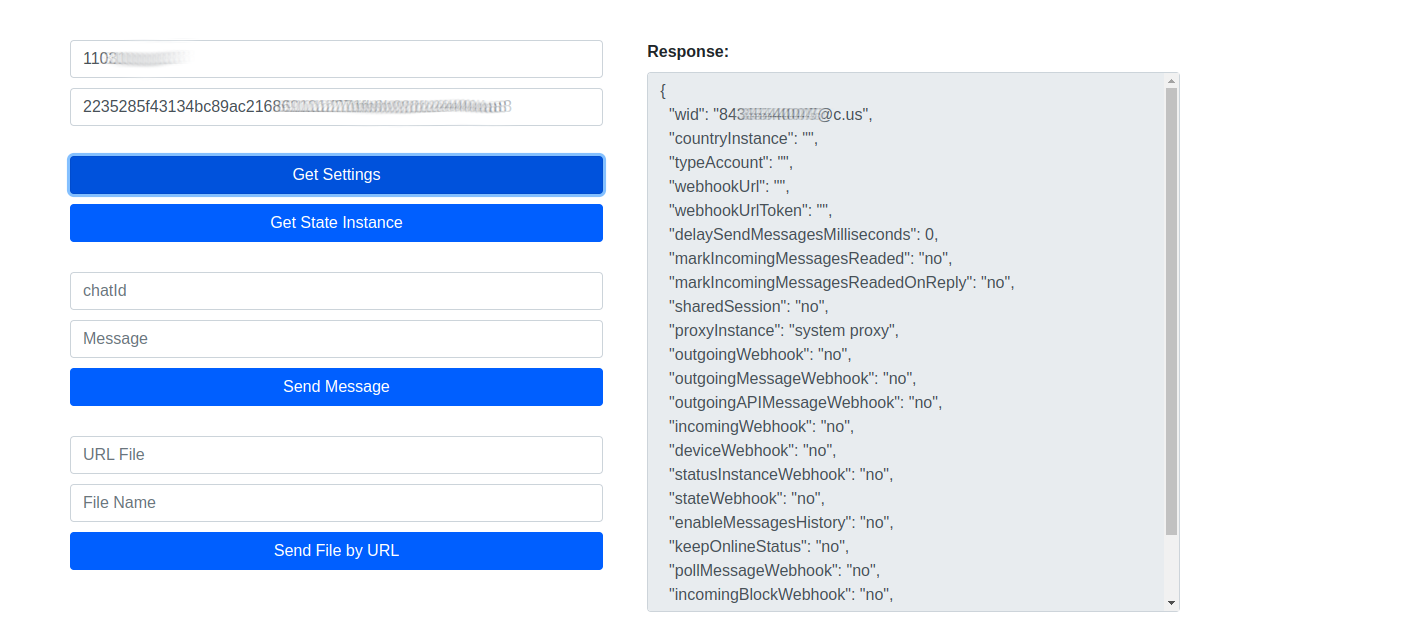 110
2235285f43134bc89ac2168
Get Settings
Get State Instance
chatId
Message
Send Message
URL File
File Name
Send File by URL
Response:
{
"wid": "843 @c.us",
"countryInstance": "",
"typeAccount": "",
"webhookUrl": "",
"webhookUrlToken": "",
"delaySendMessagesMilliseconds": 0,
"markIncomingMessagesReaded": "no",
"markIncomingMessagesReadedOnReply": "no",
"sharedSession": "no",
"proxyInstance": "system proxy",
"outgoingWebhook": "no",
"outgoingMessageWebhook": "no",
"outgoingAPIMessageWebhook": "no",
"incomingWebhook": "no",
"deviceWebhook": "no",
"statusInstanceWebhook": "no",
"stateWebhook": "no",
"enableMessagesHistory": "no",
"keepOnlineStatus": "no",
"pollMessageWebhook": "no",
"incomingBlockWebhook": "no",